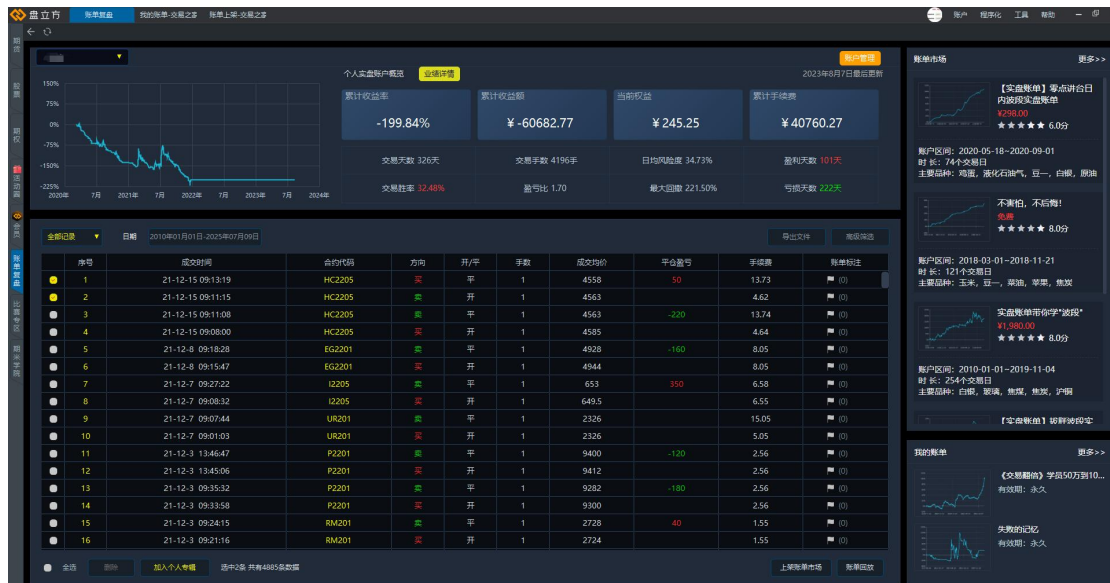 盘立方 账单复盘 我的账单-交易之家 账单上架-交易之家 账户 程序化 工具 帮助
期货
股票
期权
活动窗
会员
账单复盘
比赛专区
期米学院
个人实盘账户概览 业绩详情 账户管理
2023年8月7日最后更新
150%
75%
0%
-75%
-150%
-225%
2020年 7月 2021年 7月 2022年 7月 2023年 7月 2024年
累计收益率 累计收益额 当前权益 累计手续费
-199.84% ¥-60682.77 ¥245.25 ¥40760.27
交易天数 326天 交易手数 4196手 日均风险度 34.73% 盈利天数 101天
交易胜率 32.48% 盈亏比 1.70 最大回撤 221.50% 亏损天数 222天
全部记录 日期 2010年01月01日-2025年07月09日 导出文件 高级筛选
序号 成交时间 合约代码 方向 开/平 手数 成交均价 平仓盈亏 手续费 账单标注
1 21-12-15 09:13:19 HC2205 买 平 1 4558 50 13.73 (0)
2 21-12-15 09:11:15 HC2205 卖 开 1 4563 4.62 (0)
3 21-12-15 09:11:08 HC2205 卖 平 1 4563 -220 13.74 (0)
4 21-12-15 09:08:00 HC2205 买 开 1 4585 4.64 (0)
5 21-12-8 09:18:28 EG2201 卖 平 1 4928 -160 8.05 (0)
6 21-12-8 09:15:47 EG2201 买 开 1 4944 8.05 (0)
7 21-12-7 09:27:22 I2205 卖 平 1 653 350 6.58 (0)
8 21-12-7 09:08:32 I2205 买 开 1 649.5 6.55 (0)
9 21-12-7 09:07:44 UR201 卖 平 1 2326 15.05 (0)
10 21-12-7 09:01:03 UR201 买 开 1 2326 5.05 (0)
11 21-12-3 13:46:47 P2201 卖 平 1 9400 -120 2.56 (0)
12 21-12-3 13:45:06 P2201 买 开 1 9412 2.56 (0)
13 21-12-3 09:35:32 P2201 卖 平 1 9282 -180 2.56 (0)
14 21-12-3 09:33:58 P2201 买 开 1 9300 2.56 (0)
15 21-12-3 09:24:15 RM201 卖 平 1 2728 40 1.55 (0)
16 21-12-3 09:21:16 RM201 买 开 1 2724 1.55 (0)
全选 删除 加入个人专辑 选中2条 共有4885条数据 上架账单市场 账单回放
账单市场 更多>>
【实盘账单】零点讲台日
内波段实盘账单
¥298.00
★★★★★ 6.0分
账户区间: 2020-05-18~2020-09-01
时 长: 74个交易日
主要品种: 鸡蛋, 液化石油气, 豆一, 白银, 原油
不害怕, 不后悔!
免费
★★★★★ 8.0分
账户区间: 2018-03-01~2018-11-21
时 长: 121个交易日
主要品种: 玉米, 豆一, 菜油, 苹果, 焦炭
实盘账单带你学"波段"
¥1,980.00
★★★★★ 8.0分
账户区间: 2010-01-01~2019-11-04
时 长: 254个交易日
主要品种: 白银, 玻璃, 焦煤, 焦炭, 沪铜
我的账单 更多>>
《交易翻倍》学员50万到10...
有效期: 永久
失败的记忆
有效期: 永久